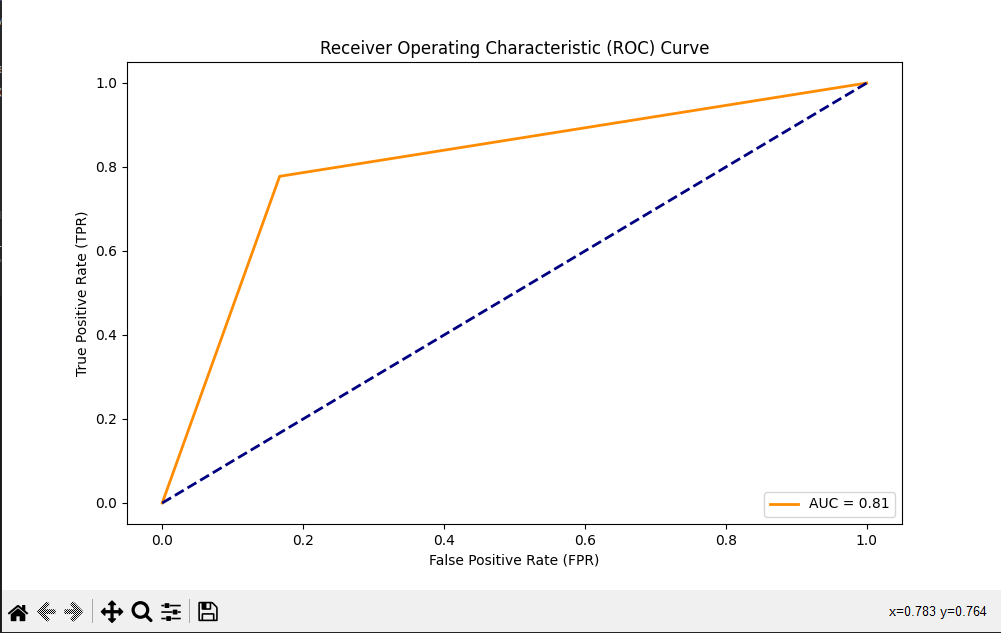 Receiver Operating Characteristic (ROC) Curve
1.0
0.8
0.6
0.4
0.2
0.0
True Positive Rate (TPR)
AUC = 0.81
0.0 0.2 0.4 0.6 0.8 1.0
False Positive Rate (FPR)
x=0.783 y=0.764